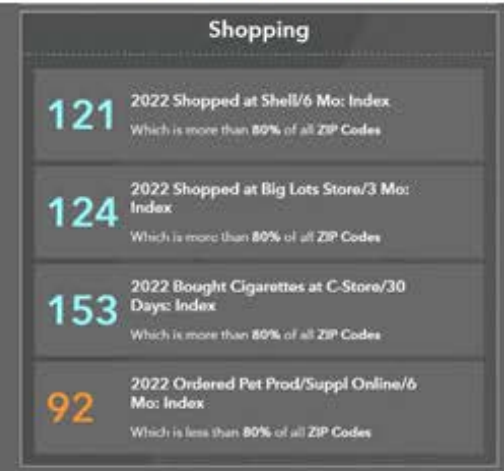 Shopping
121
2022 Shopped at Shell/6 Mo: Index
Which is more than 80% of all ZIP Codes
124
2022 Shopped at Big Lots Store/3 Mo:
Index
Which is more than 80% of all ZIP Codes
153
2022 Bought Cigarettes at C-Store/30
Days: Index
Which is more than 80% of all ZIP Codes
92
2022 Ordered Pet Prod/Suppl Online/6
Mo: Index
Which is less than 80% of all ZIP Codes